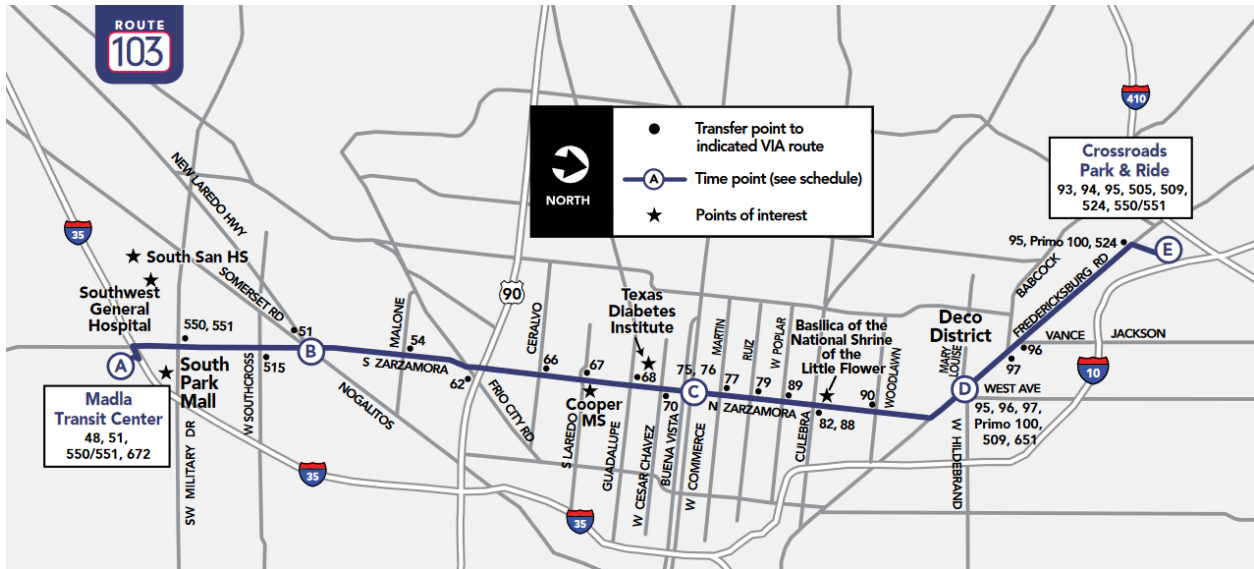 ROUTE
103
35
NEW LAREDO HWY
South San HS
Southwest
General
Hospital
SOMERSET RD
550, 551
51
A
B
515
South
Park
Mall
Madla
Transit Center
48, 51,
550/551, 672
SW MILITARY DR
W SOUTHCROSS
NOGALITOS
35
MALONE
54
S ZARZAMORA
62
90
FRIO CITY RD
CERALVO
66
67
Cooper
MS
S LAREDO
GUADALUPE
35
Texas
Diabetes
Institute
68
W CESAR CHAVEZ
70
BUENA VISTA
75, 76
C
W COMMERCE
MARTIN
77
N ZARZAMORA
RUIZ
79
W POPLAR
89
CULEBRA
Basilica of the
National Shrine
of the
Little Flower
82, 88
90
WOODLAWN
NORTH
Transfer point to
indicated VIA route
A
Time point (see schedule)
Points of interest
410
Crossroads
Park & Ride
93, 94, 95, 505, 509,
524, 550/551
95, Primo 100, 524
E
BABCOCK
FREDERICKSBURG RD
Deco
District
MARY
LOUISE
D
96
97
VANCE
JACKSON
10
WEST AVE
95, 96, 97,
Primo 100,
509, 651
W HILDEBRAND